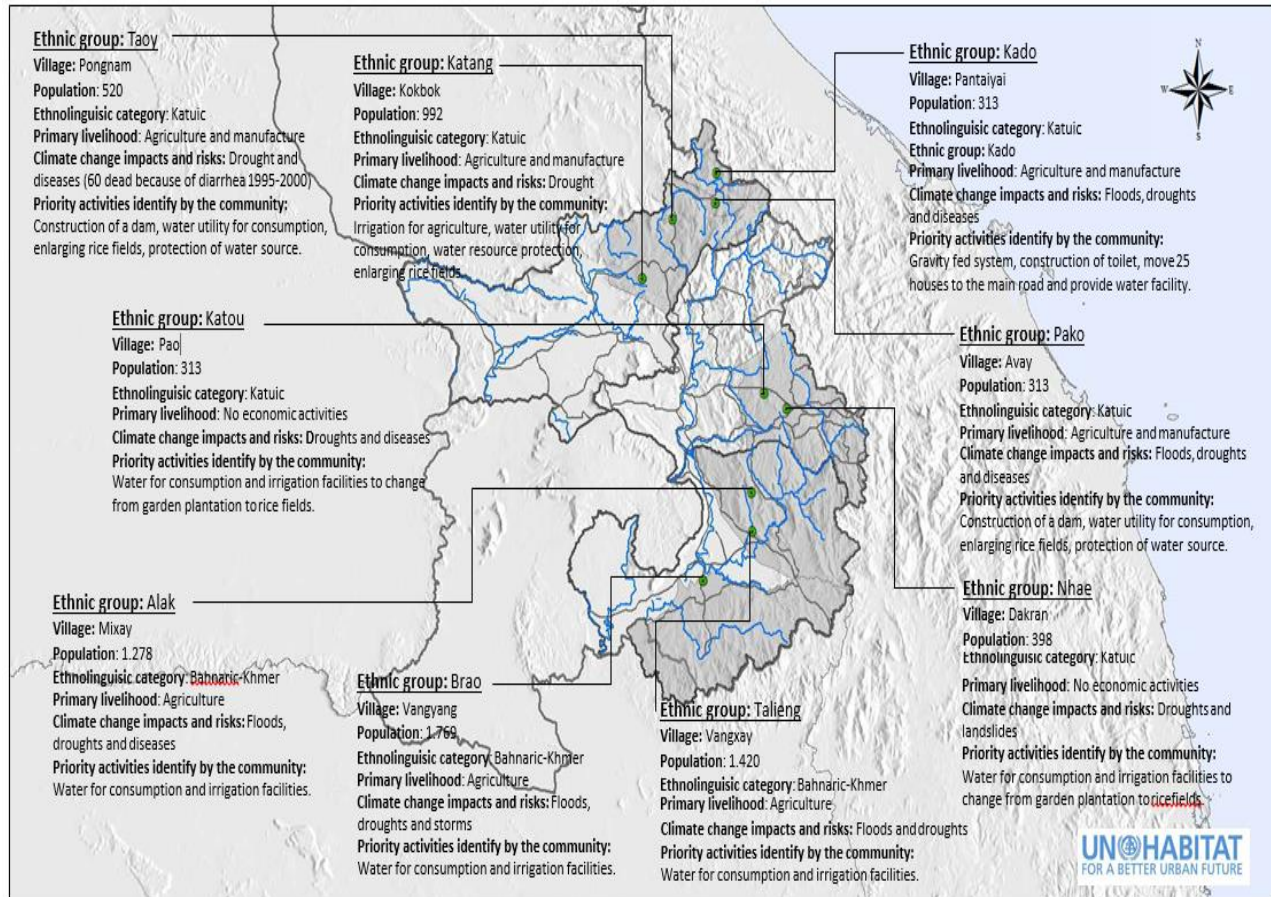 Ethnic group: Taoy
Village: Pongnam
Population: 520
Ethnolinguisic category: Katuic
Primary livelihood: Agriculture and manufacture
Climate change impacts and risks: Drought and
diseases (60 dead because of diarrhea 1995-2000)
Priority activities identify by the community:
Construction of a dam, water utility for consumption,
enlarging rice fields, protection of water source.
Ethnic group: Katang
Village: Kokbok
Population: 992
Ethnolinguisic category: Katuic
Primary livelihood: Agriculture and manufacture
Climate change impacts and risks: Drought
Priority activities identify by the community:
Irrigation for agriculture, water utility for
consumption, water resource protection,
enlarging rice fields.
Ethnic group: Kado
Village: Pantaiyai
Population: 313
Ethnolinguisic category: Katuic
Ethnic group: Kado
Primary livelihood: Agriculture and manufacture
Climate change impacts and risks: Floods, droughts
and diseases
Priority activities identify by the community:
Gravity fed system, construction of toilet, move 25
houses to the main road and provide water facility.
N
W E
S
Ethnic group: Katou
Village: Pao
Population: 313
Ethnolinguisic category: Katuic
Primary livelihood: No economic activities
Climate change impacts and risks: Droughts and diseases
Priority activities identify by the community:
Water for consumption and irrigation facilities to change
from garden plantation to rice fields.
Ethnic group: Pako
Village: Avay
Population: 313
Ethnolinguisic category: Katuic
Primary livelihood: Agriculture and manufacture
Climate change impacts and risks: Floods, droughts
and diseases
Priority activities identify by the community:
Construction of a dam, water utility for consumption,
enlarging rice fields, protection of water source.
Ethnic group: Alak
Village: Mixay
Population: 1.278
Ethnolinguisic category: Bahnaric-Khmer
Primary livelihood: Agriculture
Climate change impacts and risks: Floods,
droughts and diseases
Priority activities identify by the community:
Water for consumption and irrigation facilities.
Ethnic group: Brao
Village: Vangyang
Population: 1.769
Ethnolinguisic category: Bahnaric-Khmer
Primary livelihood: Agriculture
Climate change impacts and risks: Floods,
droughts and storms
Priority activities identify by the community:
Water for consumption and irrigation facilities.
Ethnic group: Talieng
Village: Vangxay
Population: 1.420
Ethnolinguisic category: Bahnaric-Khmer
Primary livelihood: Agriculture
Climate change impacts and risks: Floods and droughts
Priority activities identify by the community:
Water for consumption and irrigation facilities.
Ethnic group: Nhae
Village: Dakran
Population: 398
Ethnolinguisic category: Katuic
Primary livelihood: No economic activities
Climate change impacts and risks: Droughts and
landslides
Priority activities identify by the community:
Water for consumption and irrigation facilities to
change from garden plantation to ricefields.
UN HABITAT
FOR A BETTER URBAN FUTURE